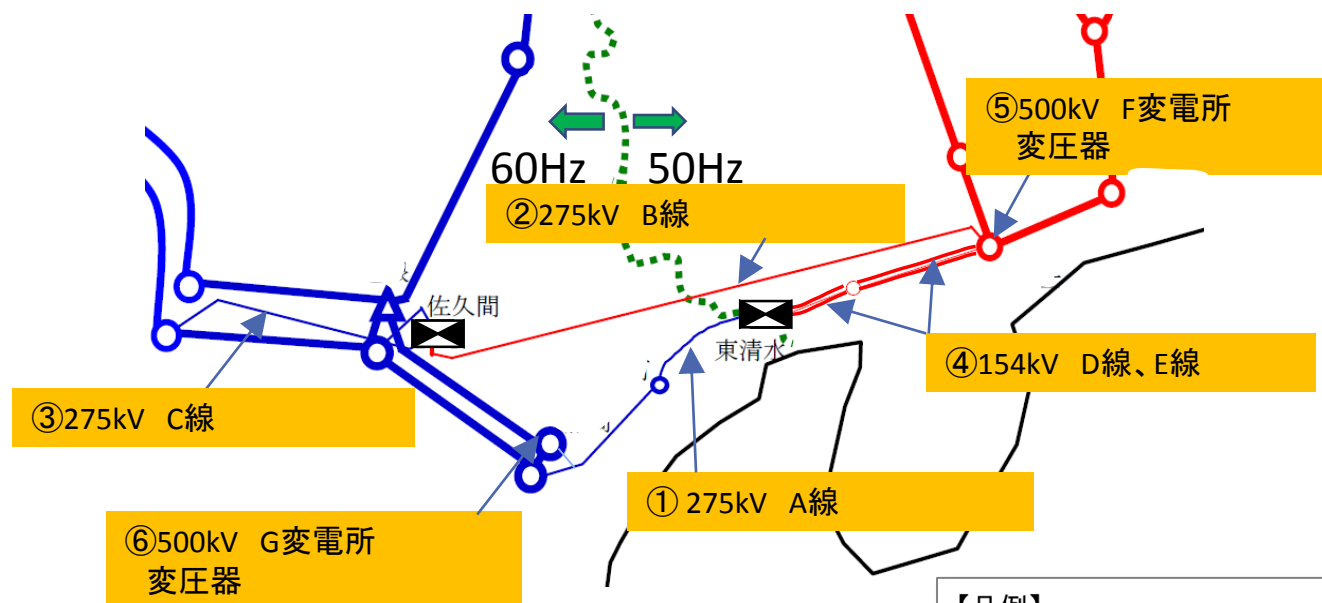 ⑤500kV F変電所
変圧器
60Hz 50Hz
②275kV B線
佐久間
東清水
④154kV D線、E線
③275kV C線
① 275kV A線
⑥500kV G変電所
変圧器